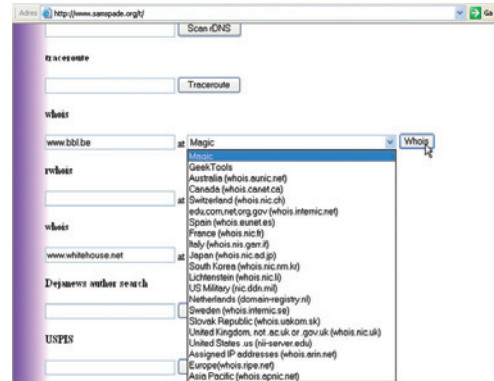 Adres http://www.samspade.org/t/ Ga
Scan rDNS
traceroute
Traceroute
whois
www.bbl.be at Magic Whois
Magic
GeekTools
rwhois
Australia (whois.aunic.net)
Canada (whois.canet.ca)
at Switzerland (whois.nic.ch)
edu.com.net.org.gov (whois.internic.net)
whois
Spain (whois.eunet.es)
France (whois.nic.fr)
Italy (whois.nis.garr.it)
www.whitehouse.net at Japan (whois.nic.ad.jp)
South Korea (whois.nic.nm.kr)
Dejanews author search
Lichtenstein (whois.nic.li)
US Military (nic.ddn.mil)
Netherlands (domain-registry.nl)
Sweden (whois.internic.se)
Slovak Republic (whois.uakom.sk)
USPIS
United Kingdom, not .ac.uk or .gov.uk (whois.nic.uk)
United States .us (nii-server.edu)
Assigned IP addresses (whois.arin.net)
Europe(whois.ripe.net)
Asia Pacific (whois.apnic.net)